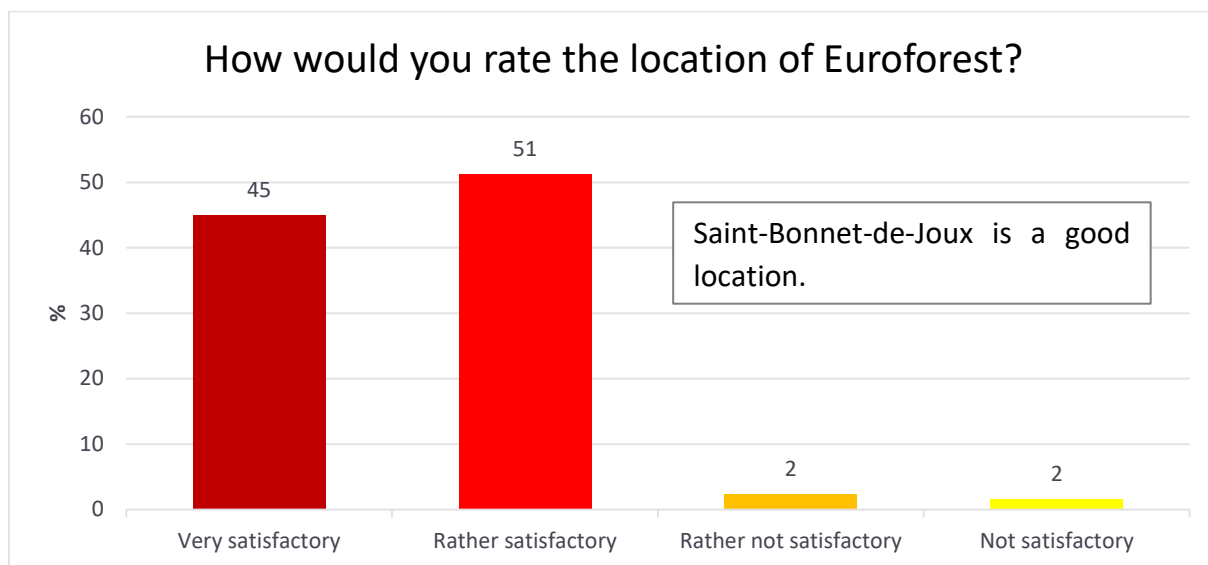 How would you rate the location of Euroforest?
60
50
40
30
20
10
0
%
45
51
2
2
Saint-Bonnet-de-Joux is a good
location.
Very satisfactory
Rather satisfactory
Rather not satisfactory
Not satisfactory